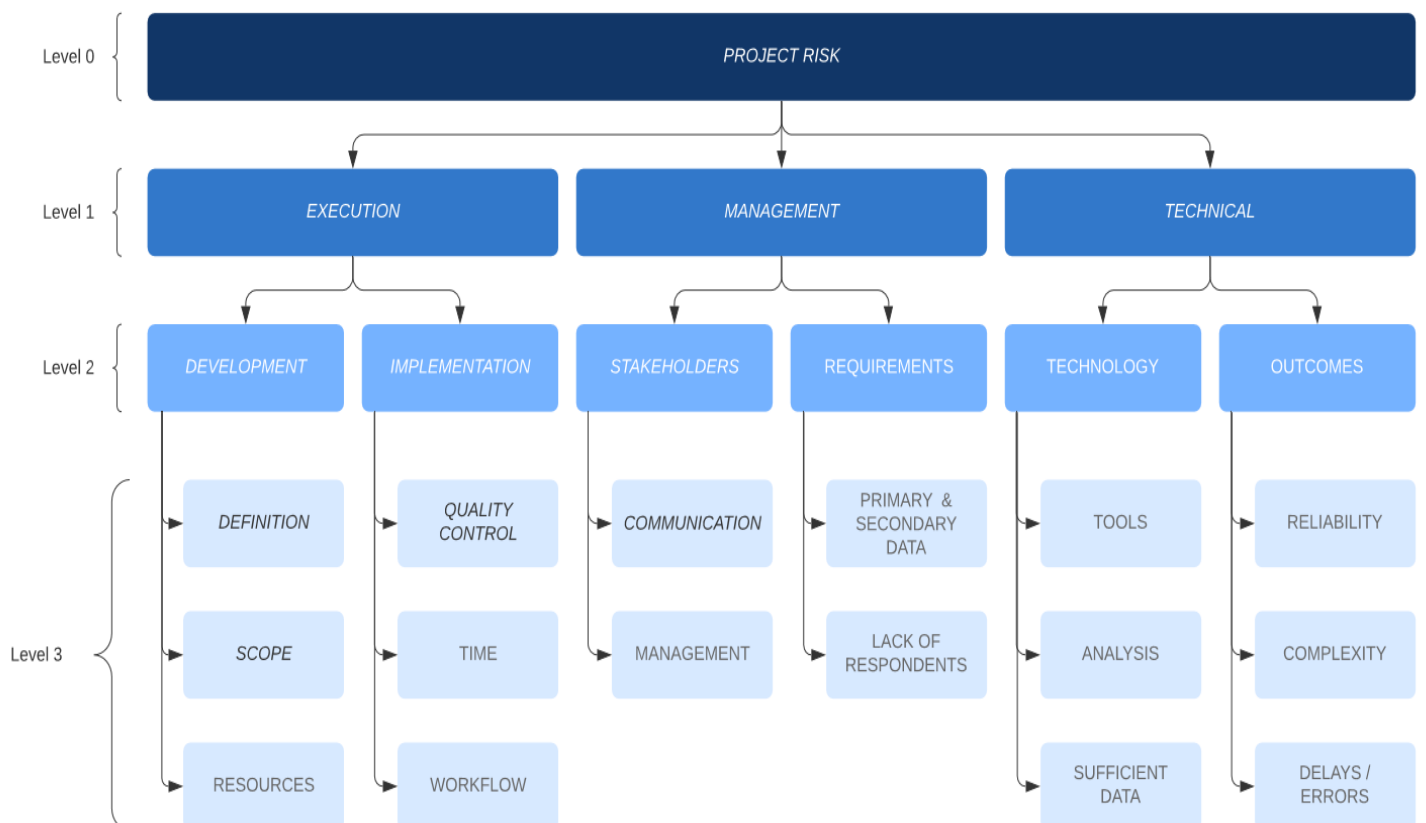 Level 0
PROJECT RISK
Level 1
EXECUTION
MANAGEMENT
TECHNICAL
Level 2
DEVELOPMENT
IMPLEMENTATION
STAKEHOLDERS
REQUIREMENTS
TECHNOLOGY
OUTCOMES
Level 3
DEFINITION
QUALITY
CONTROL
COMMUNICATION
PRIMARY &
SECONDARY
DATA
TOOLS
RELIABILITY
SCOPE
TIME
MANAGEMENT
LACK OF
RESPONDENTS
ANALYSIS
COMPLEXITY
RESOURCES
WORKFLOW
SUFFICIENT
DATA
DELAYS /
ERRORS